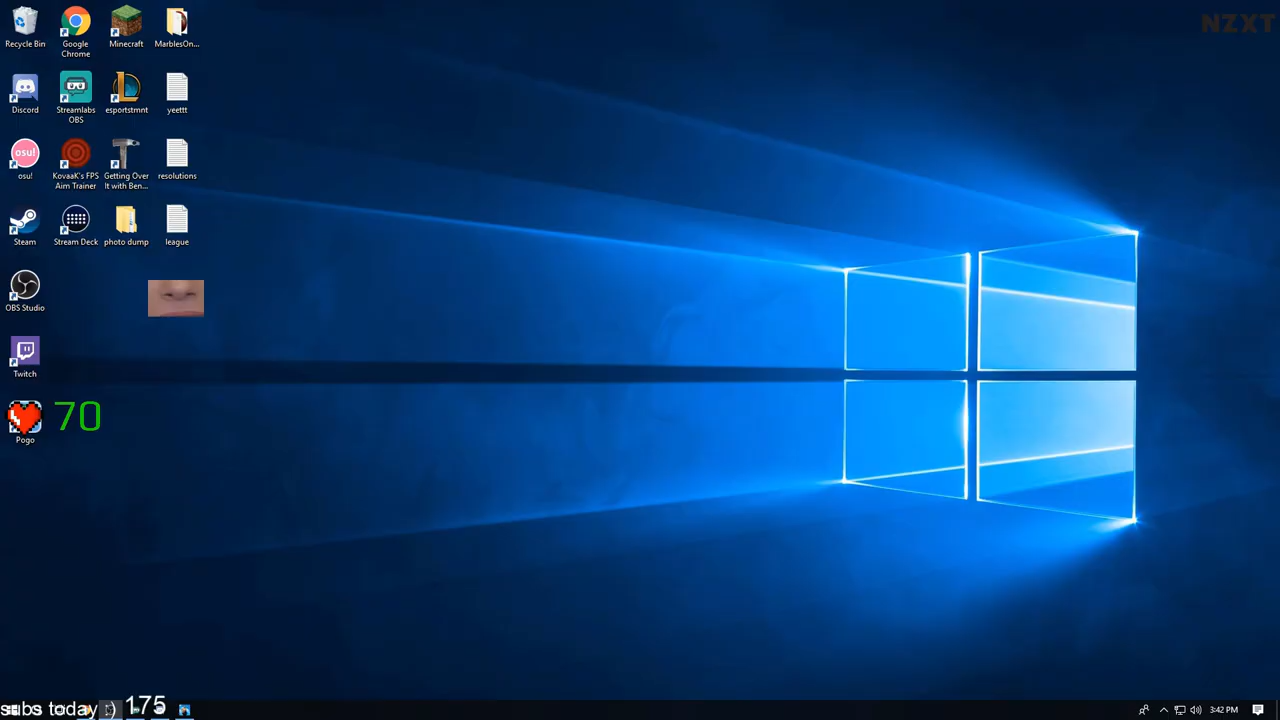 NZXT
Recycle Bin
Google
Chrome
Minecraft
MarblesOn...
Discord
Streamlabs
OBS
esportstmnt
yeettt
osu!
osu!
KovaaK's FPS
Aim Trainer
Getting Over
It with Ben...
resolutions
Steam
Stream Deck
photo dump
league
OBS Studio
Twitch
Pogo
70
subs today :) 175
3:42 PM